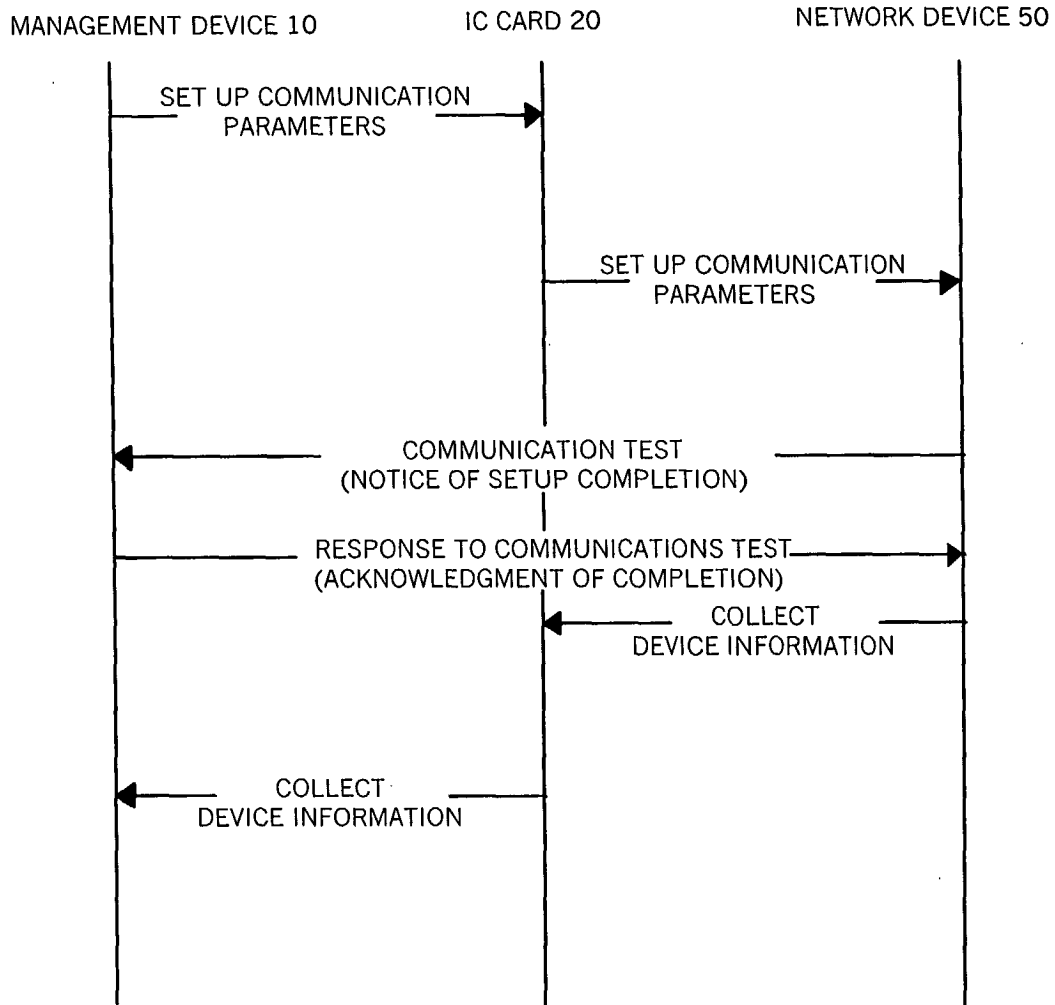 MANAGEMENT DEVICE 10
IC CARD 20
NETWORK DEVICE 50
SET UP COMMUNICATION
PARAMETERS
SET UP COMMUNICATION
PARAMETERS
COMMUNICATION TEST
(NOTICE OF SETUP COMPLETION)
RESPONSE TO COMMUNICATIONS TEST
(ACKNOWLEDGMENT OF COMPLETION)
COLLECT
DEVICE INFORMATION
COLLECT
DEVICE INFORMATION